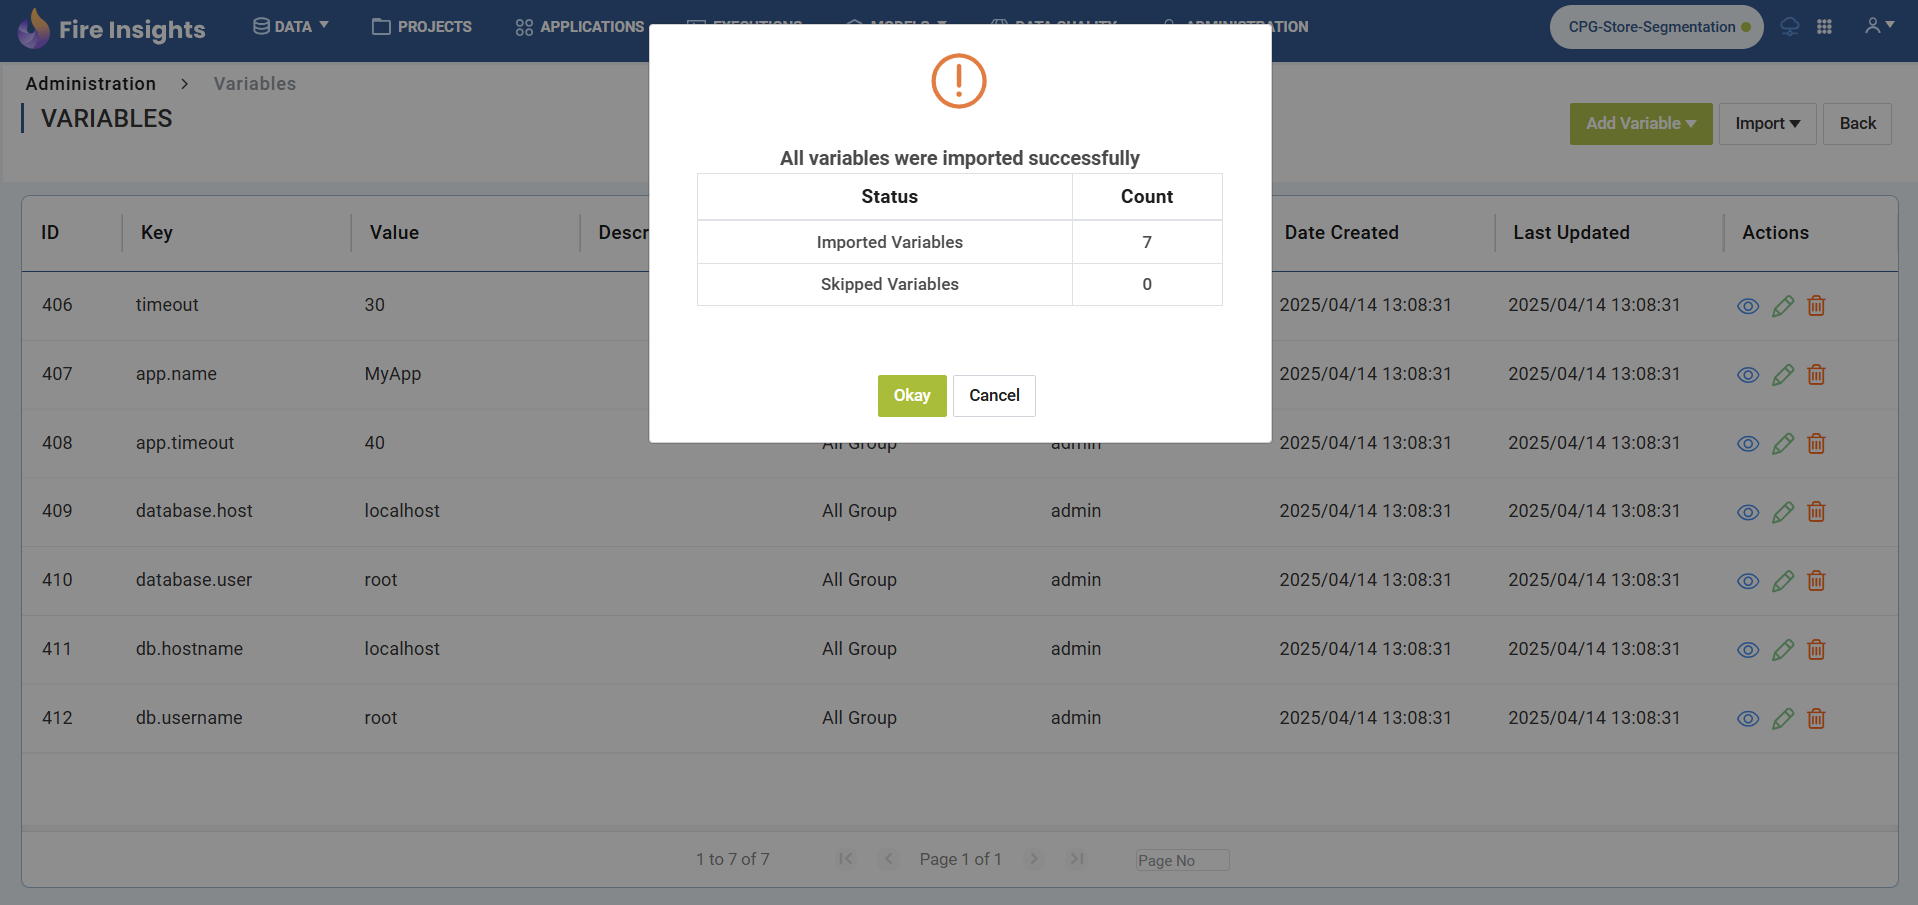 Fire Insights DATA PROJECTS APPLICATIONS EXECUTIONS MODELS DATA QUALITY ADMINISTRATION CPG-Store-Segmentation
Administration > Variables
VARIABLES
Add Variable Import Back
All variables were imported successfully
Status Count
Imported Variables 7
Skipped Variables 0
Okay Cancel
ID Key Value Descr Date Created Last Updated Actions
406 timeout 30 2025/04/14 13:08:31 2025/04/14 13:08:31
407 app.name MyApp 2025/04/14 13:08:31 2025/04/14 13:08:31
408 app.timeout 40 All Group admin 2025/04/14 13:08:31 2025/04/14 13:08:31
409 database.host localhost All Group admin 2025/04/14 13:08:31 2025/04/14 13:08:31
410 database.user root All Group admin 2025/04/14 13:08:31 2025/04/14 13:08:31
411 db.hostname localhost All Group admin 2025/04/14 13:08:31 2025/04/14 13:08:31
412 db.username root All Group admin 2025/04/14 13:08:31 2025/04/14 13:08:31
1 to 7 of 7 Page 1 of 1 Page No